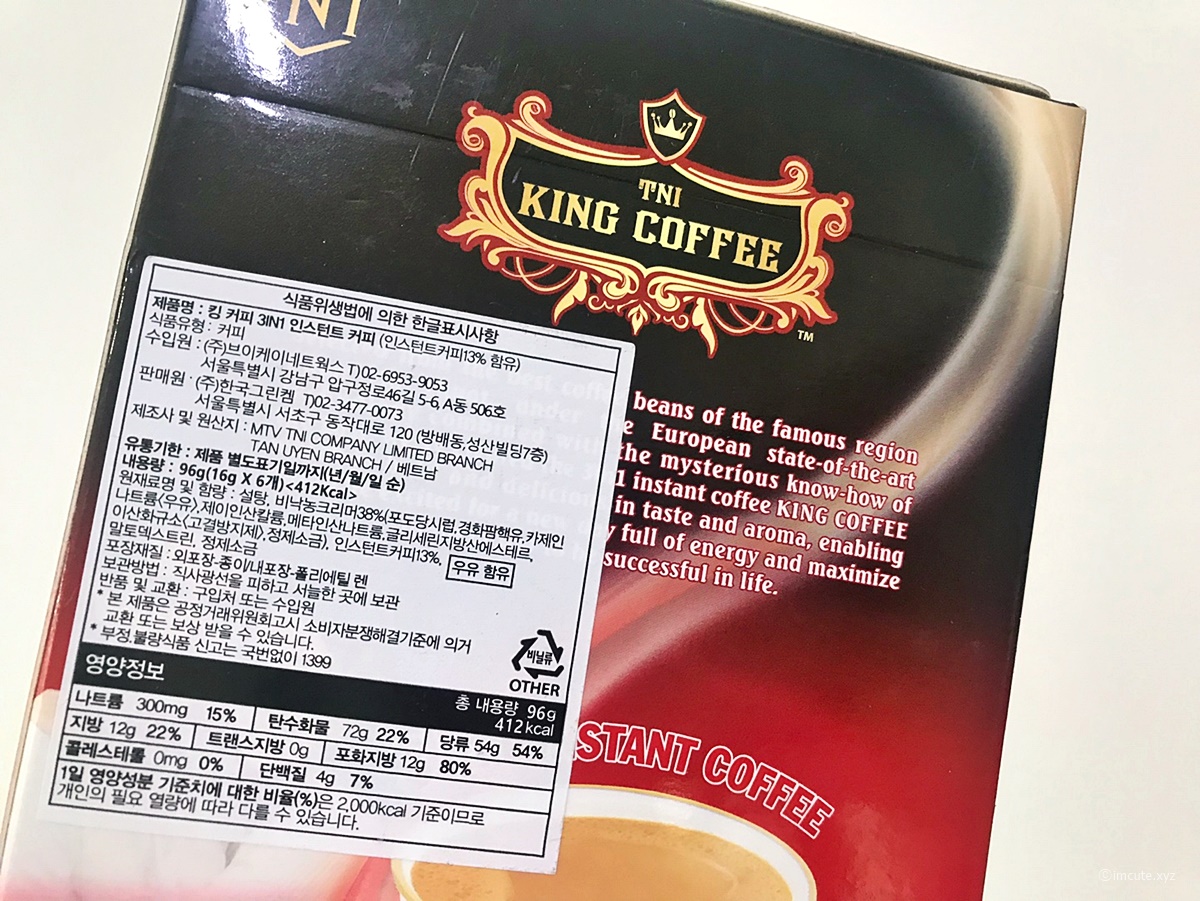 TNI
TNI
KING COFFEE
TM
식품위생법에 의한 한글표시사항
제품명 : 킹 커피 3IN1 인스턴트 커피 (인스턴트커피13% 함유)
식품유형 : 커피
수입원 : (주)브이케이네트웍스 T)02-6953-9053
서울특별시 강남구 압구정로46길 5-6, A동 506호
판매원 : (주)한국그린켐 T)02-3477-0073
서울특별시 서초구 동작대로 120 (방배동,성산빌딩7층)
제조사 및 원산지 : MTV TNI COMPANY LIMITED BRANCH
TAN UYEN BRANCH / 베트남
유통기한 : 제품 별도표기일까지(년/월/일 순)
내용량 : 96g(16g X 6개)<412Kcal>
원재료명 및 함량 : 설탕, 비낙농크리머38%(포도당시럽,경화팜핵유,카제인
나트륨(우유),제이인산칼륨,메타인산나트륨,글리세린지방산에스테르,
이산화규소(고결방지제),정제소금), 인스턴트커피13%,
말토덱스트린, 정제소금
우유 함유
포장재질 : 외포장-종이/내포장-폴리에틸 렌
보관방법 : 직사광선을 피하고 서늘한 곳에 보관
반품 및 교환 : 구입처 또는 수입원
* 본 제품은 공정거래위원회고시 소비자분쟁해결기준에 의거
교환 또는 보상 받을 수 있습니다.
* 부정.불량식품 신고는 국번없이 1399
비닐류
OTHER
영양정보
총 내용량 96g
412kcal
나트륨 300mg 15% 탄수화물 72g 22% 당류 54g 54%
지방 12g 22% 트랜스지방 0g 포화지방 12g 80%
콜레스테롤 0mg 0% 단백질 4g 7%
1일 영양성분 기준치에 대한 비율(%)은 2,000kcal 기준이므로
개인의 필요 열량에 따라 다를 수 있습니다.
beans of the famous region
European state-of-the-art
the mysterious know-how of
1 instant coffee KING COFFEE
in taste and aroma, enabling
full of energy and maximize
successful in life.
STANT COFFEE
imcute.xyz